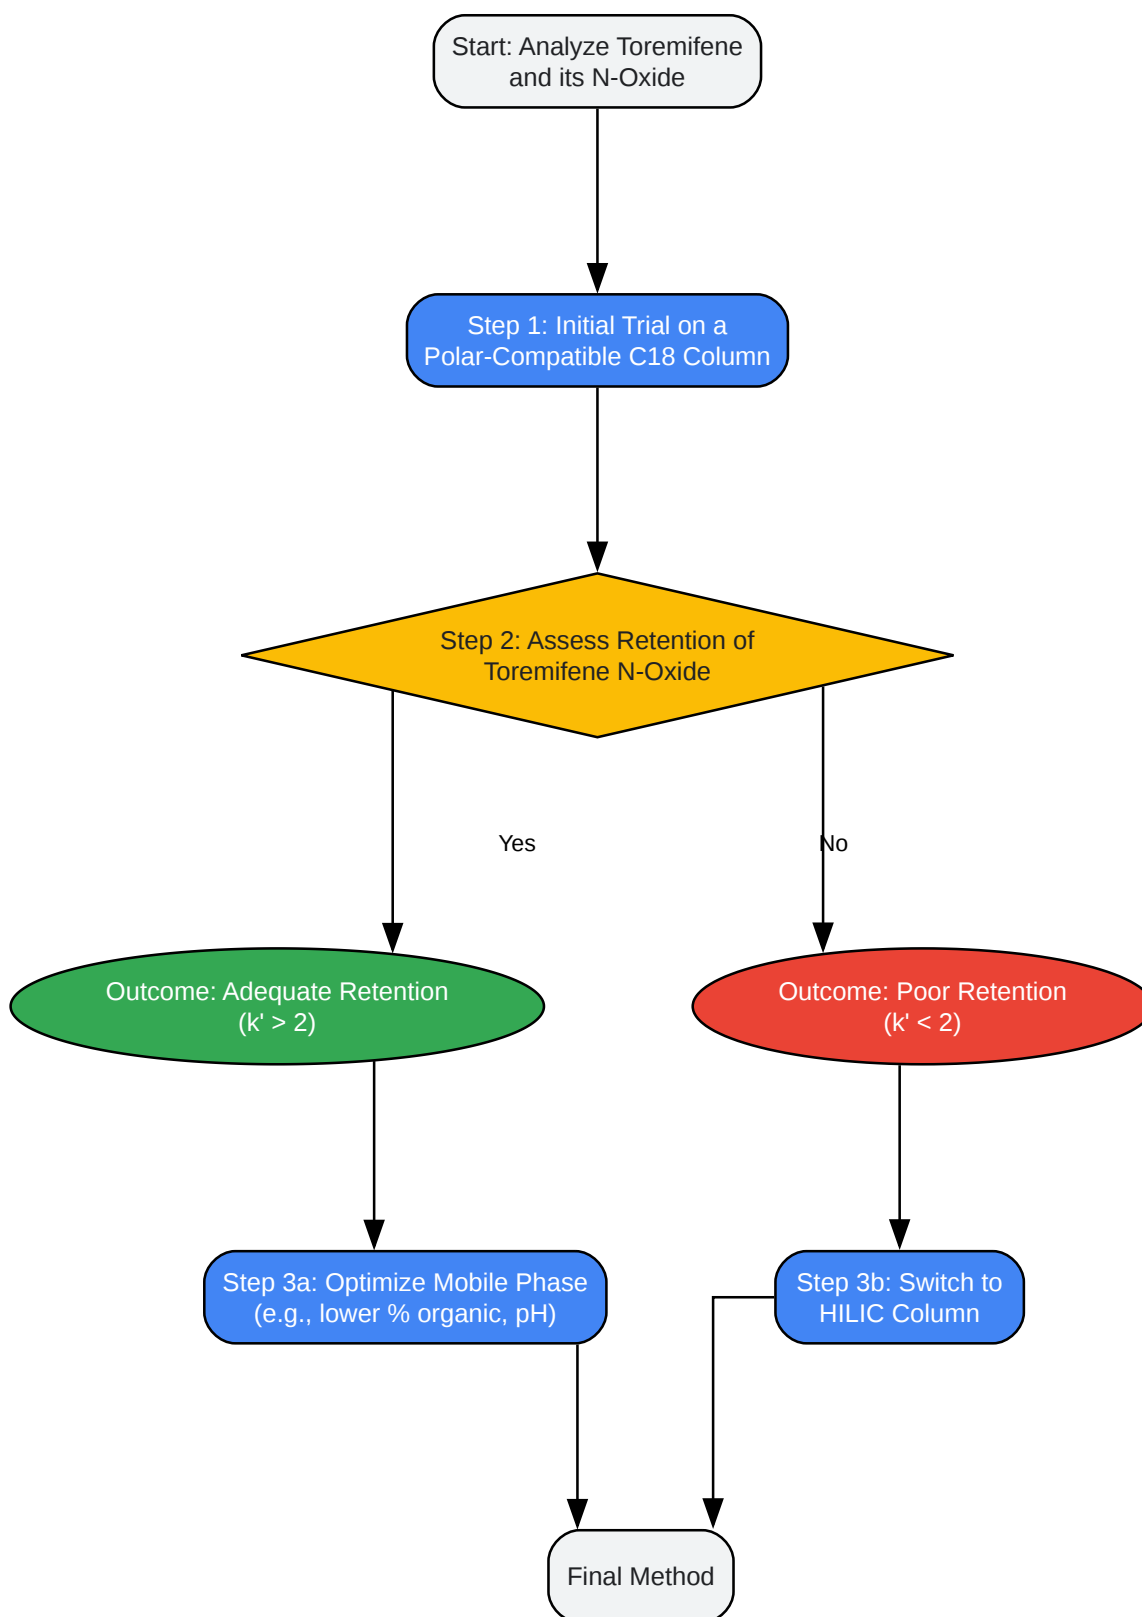 Start: Analyze Toremifene
and its N-Oxide
Step 1: Initial Trial on a
Polar-Compatible C18 Column
Step 2: Assess Retention of
Toremifene N-Oxide
Yes
No
Outcome: Adequate Retention
(k' > 2)
Outcome: Poor Retention
(k' < 2)
Step 3a: Optimize Mobile Phase
(e.g., lower % organic, pH)
Step 3b: Switch to
HILIC Column
Final Method